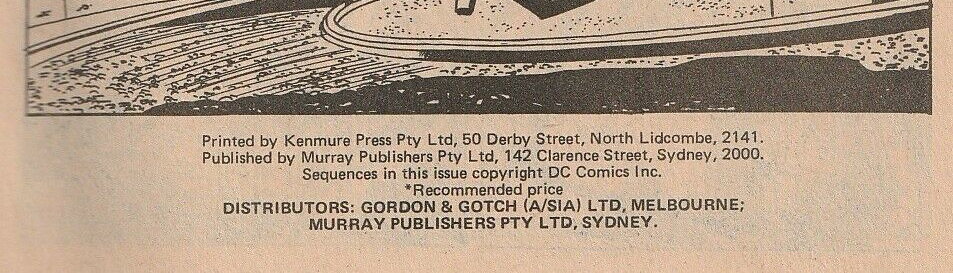 Printed by Kenmure Press Pty Ltd, 50 Derby Street, North Lidcombe, 2141.
Published by Murray Publishers Pty Ltd, 142 Clarence Street, Sydney, 2000.
Sequences in this issue copyright DC Comics Inc.
*Recommended price
DISTRIBUTORS: GORDON & GOTCH (A/SIA) LTD, MELBOURNE;
MURRAY PUBLISHERS PTY LTD, SYDNEY.